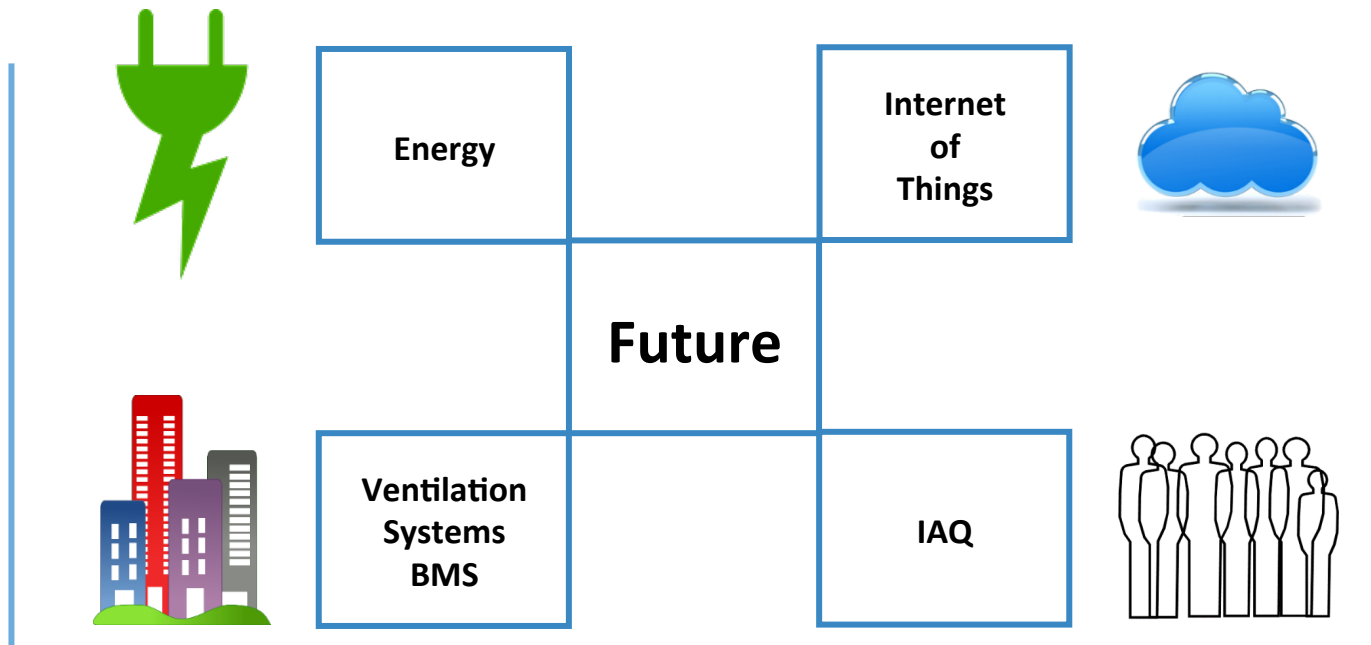 Energy
Internet
of
Things
Future
Ventilation
Systems
BMS
IAQ